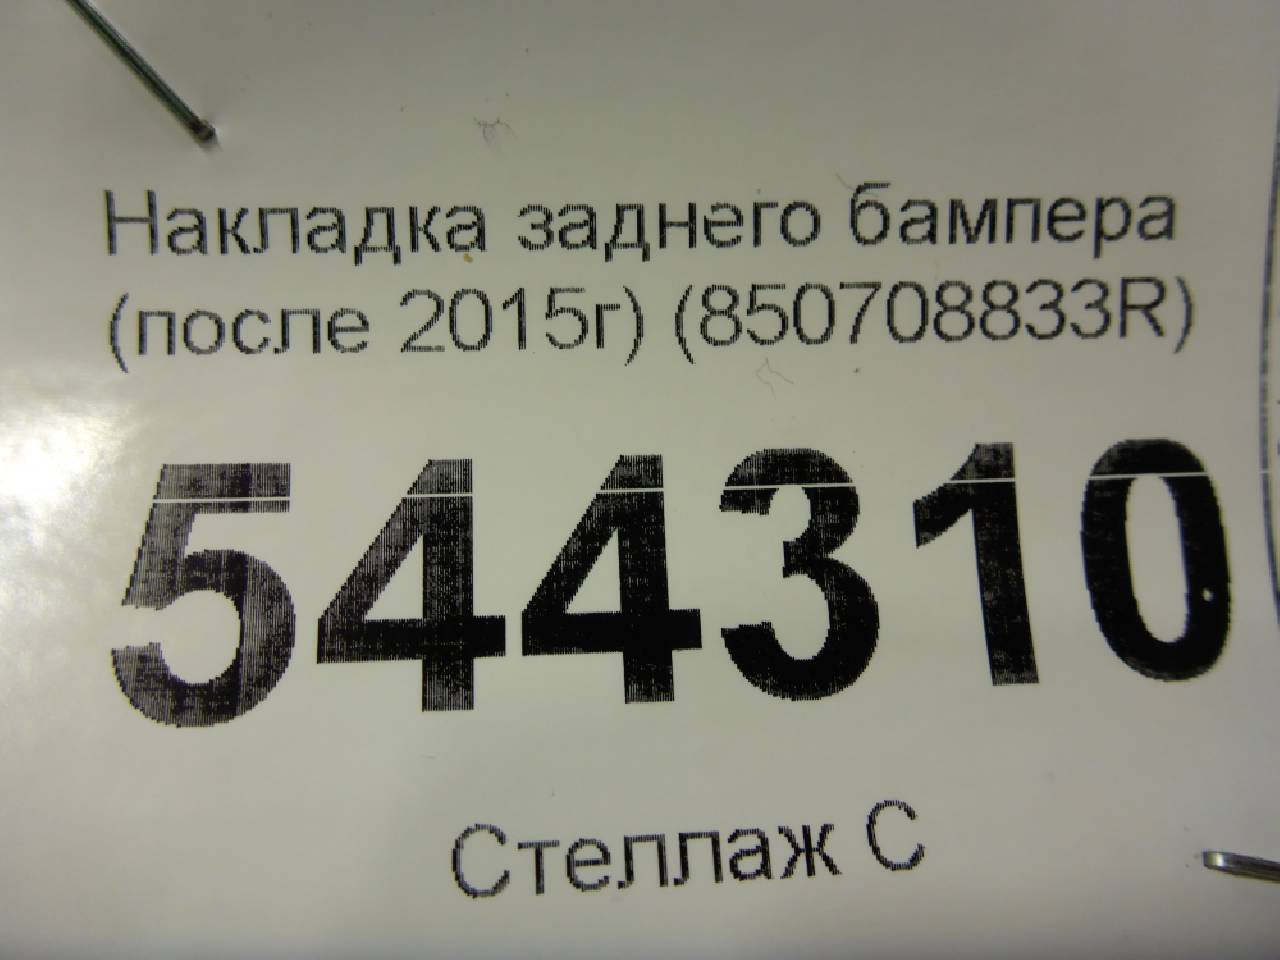 Накладка заднего бампера
(после 2015г) (850708833R)
544310
Стеллаж С